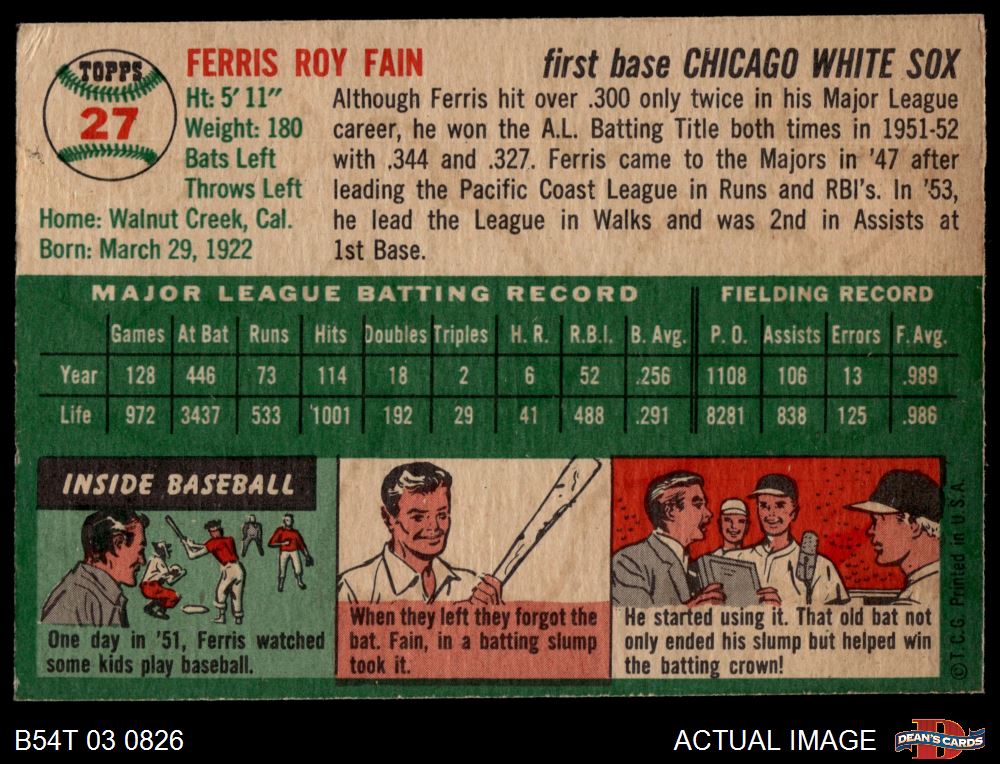 TOPPS
27
FERRIS ROY FAIN
first base CHICAGO WHITE SOX
Ht: 5' 11"
Weight: 180
Bats Left
Throws Left
Home: Walnut Creek, Cal.
Born: March 29, 1922
Although Ferris hit over .300 only twice in his Major League
career, he won the A.L. Batting Title both times in 1951-52
with .344 and .327. Ferris came to the Majors in '47 after
leading the Pacific Coast League in Runs and RBI's. In '53,
he lead the League in Walks and was 2nd in Assists at
1st Base.
MAJOR LEAGUE BATTING RECORD FIELDING RECORD
Games At Bat Runs Hits Doubles Triples H. R. R.B.I. B. Avg. P. O. Assists Errors F. Avg.
Year 128 446 73 114 18 2 6 52 .256 1108 106 13 .989
Life 972 3437 533 1001 192 29 41 488 .291 8281 838 125 .986
INSIDE BASEBALL
One day in '51, Ferris watched
some kids play baseball.
When they left they forgot the
bat. Fain, in a batting slump
took it.
He started using it. That old bat not
only ended his slump but helped win
the batting crown!
© T.C.G. Printed in U.S.A.
B54T 03 0826
ACTUAL IMAGE
DEAN'S CARDS